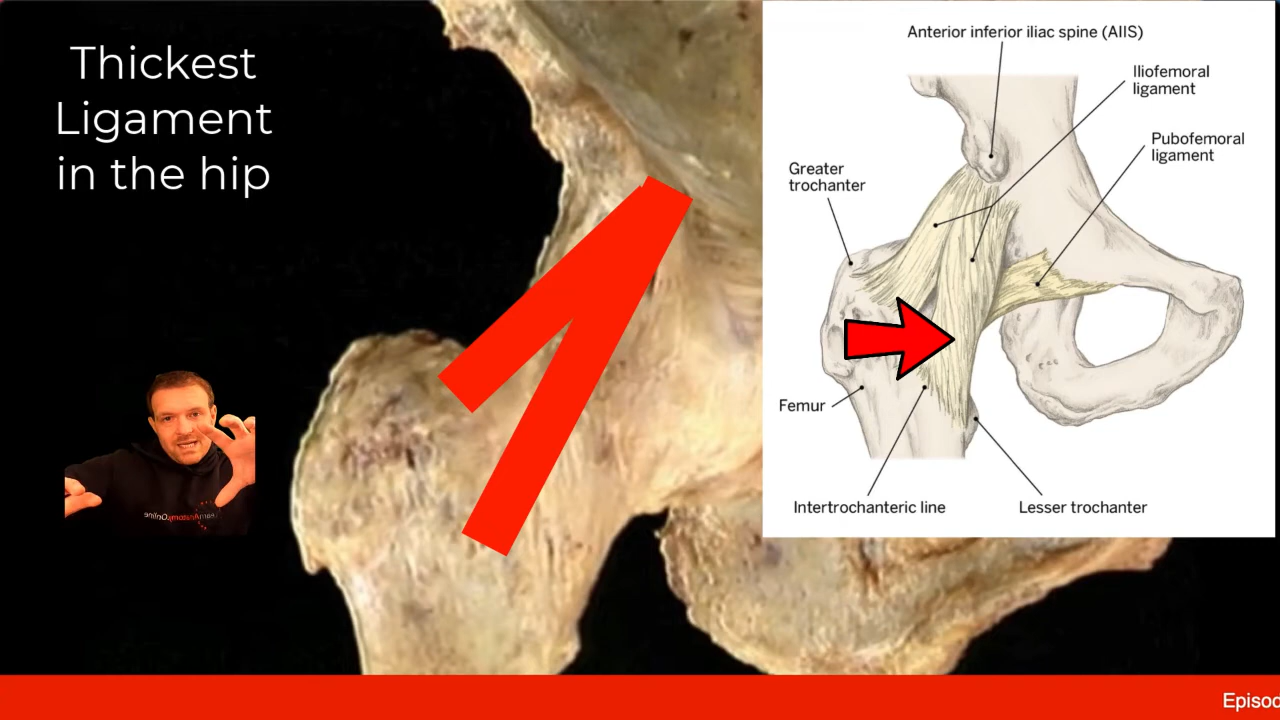 Thickest
Ligament
in the hip
Anterior inferior iliac spine (AIIS)
Iliofemoral
ligament
Pubofemoral
ligament
Greater
trochanter
Femur
Intertrochanteric line
Lesser trochanter
Episod